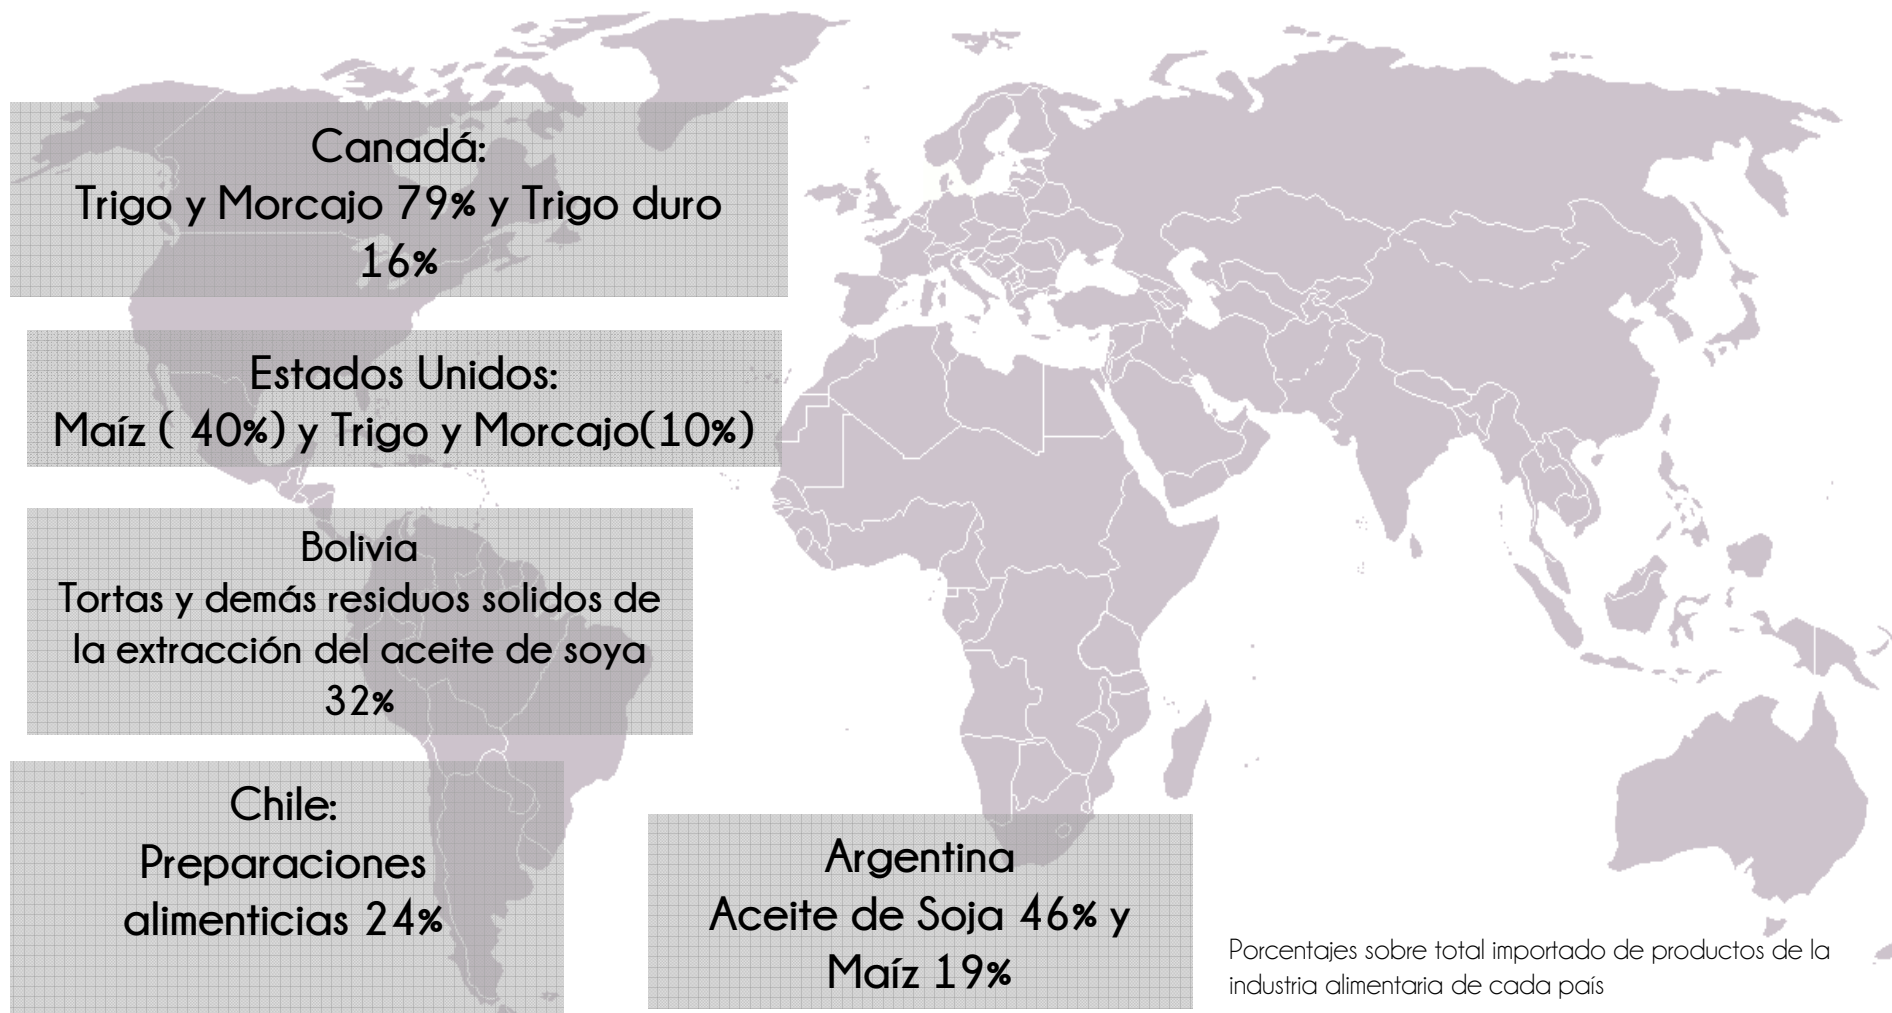 Canadá:
Trigo y Morcajo 79% y Trigo duro
16%
Estados Unidos:
Maíz ( 40%) y Trigo y Morcajo(10%)
Bolivia
Tortas y demás residuos solidos de
la extracción del aceite de soya
32%
Chile:
Preparaciones
alimenticias 24%
Argentina
Aceite de Soja 46% y
Maíz 19%
Porcentajes sobre total importado de productos de la
industria alimentaria de cada país